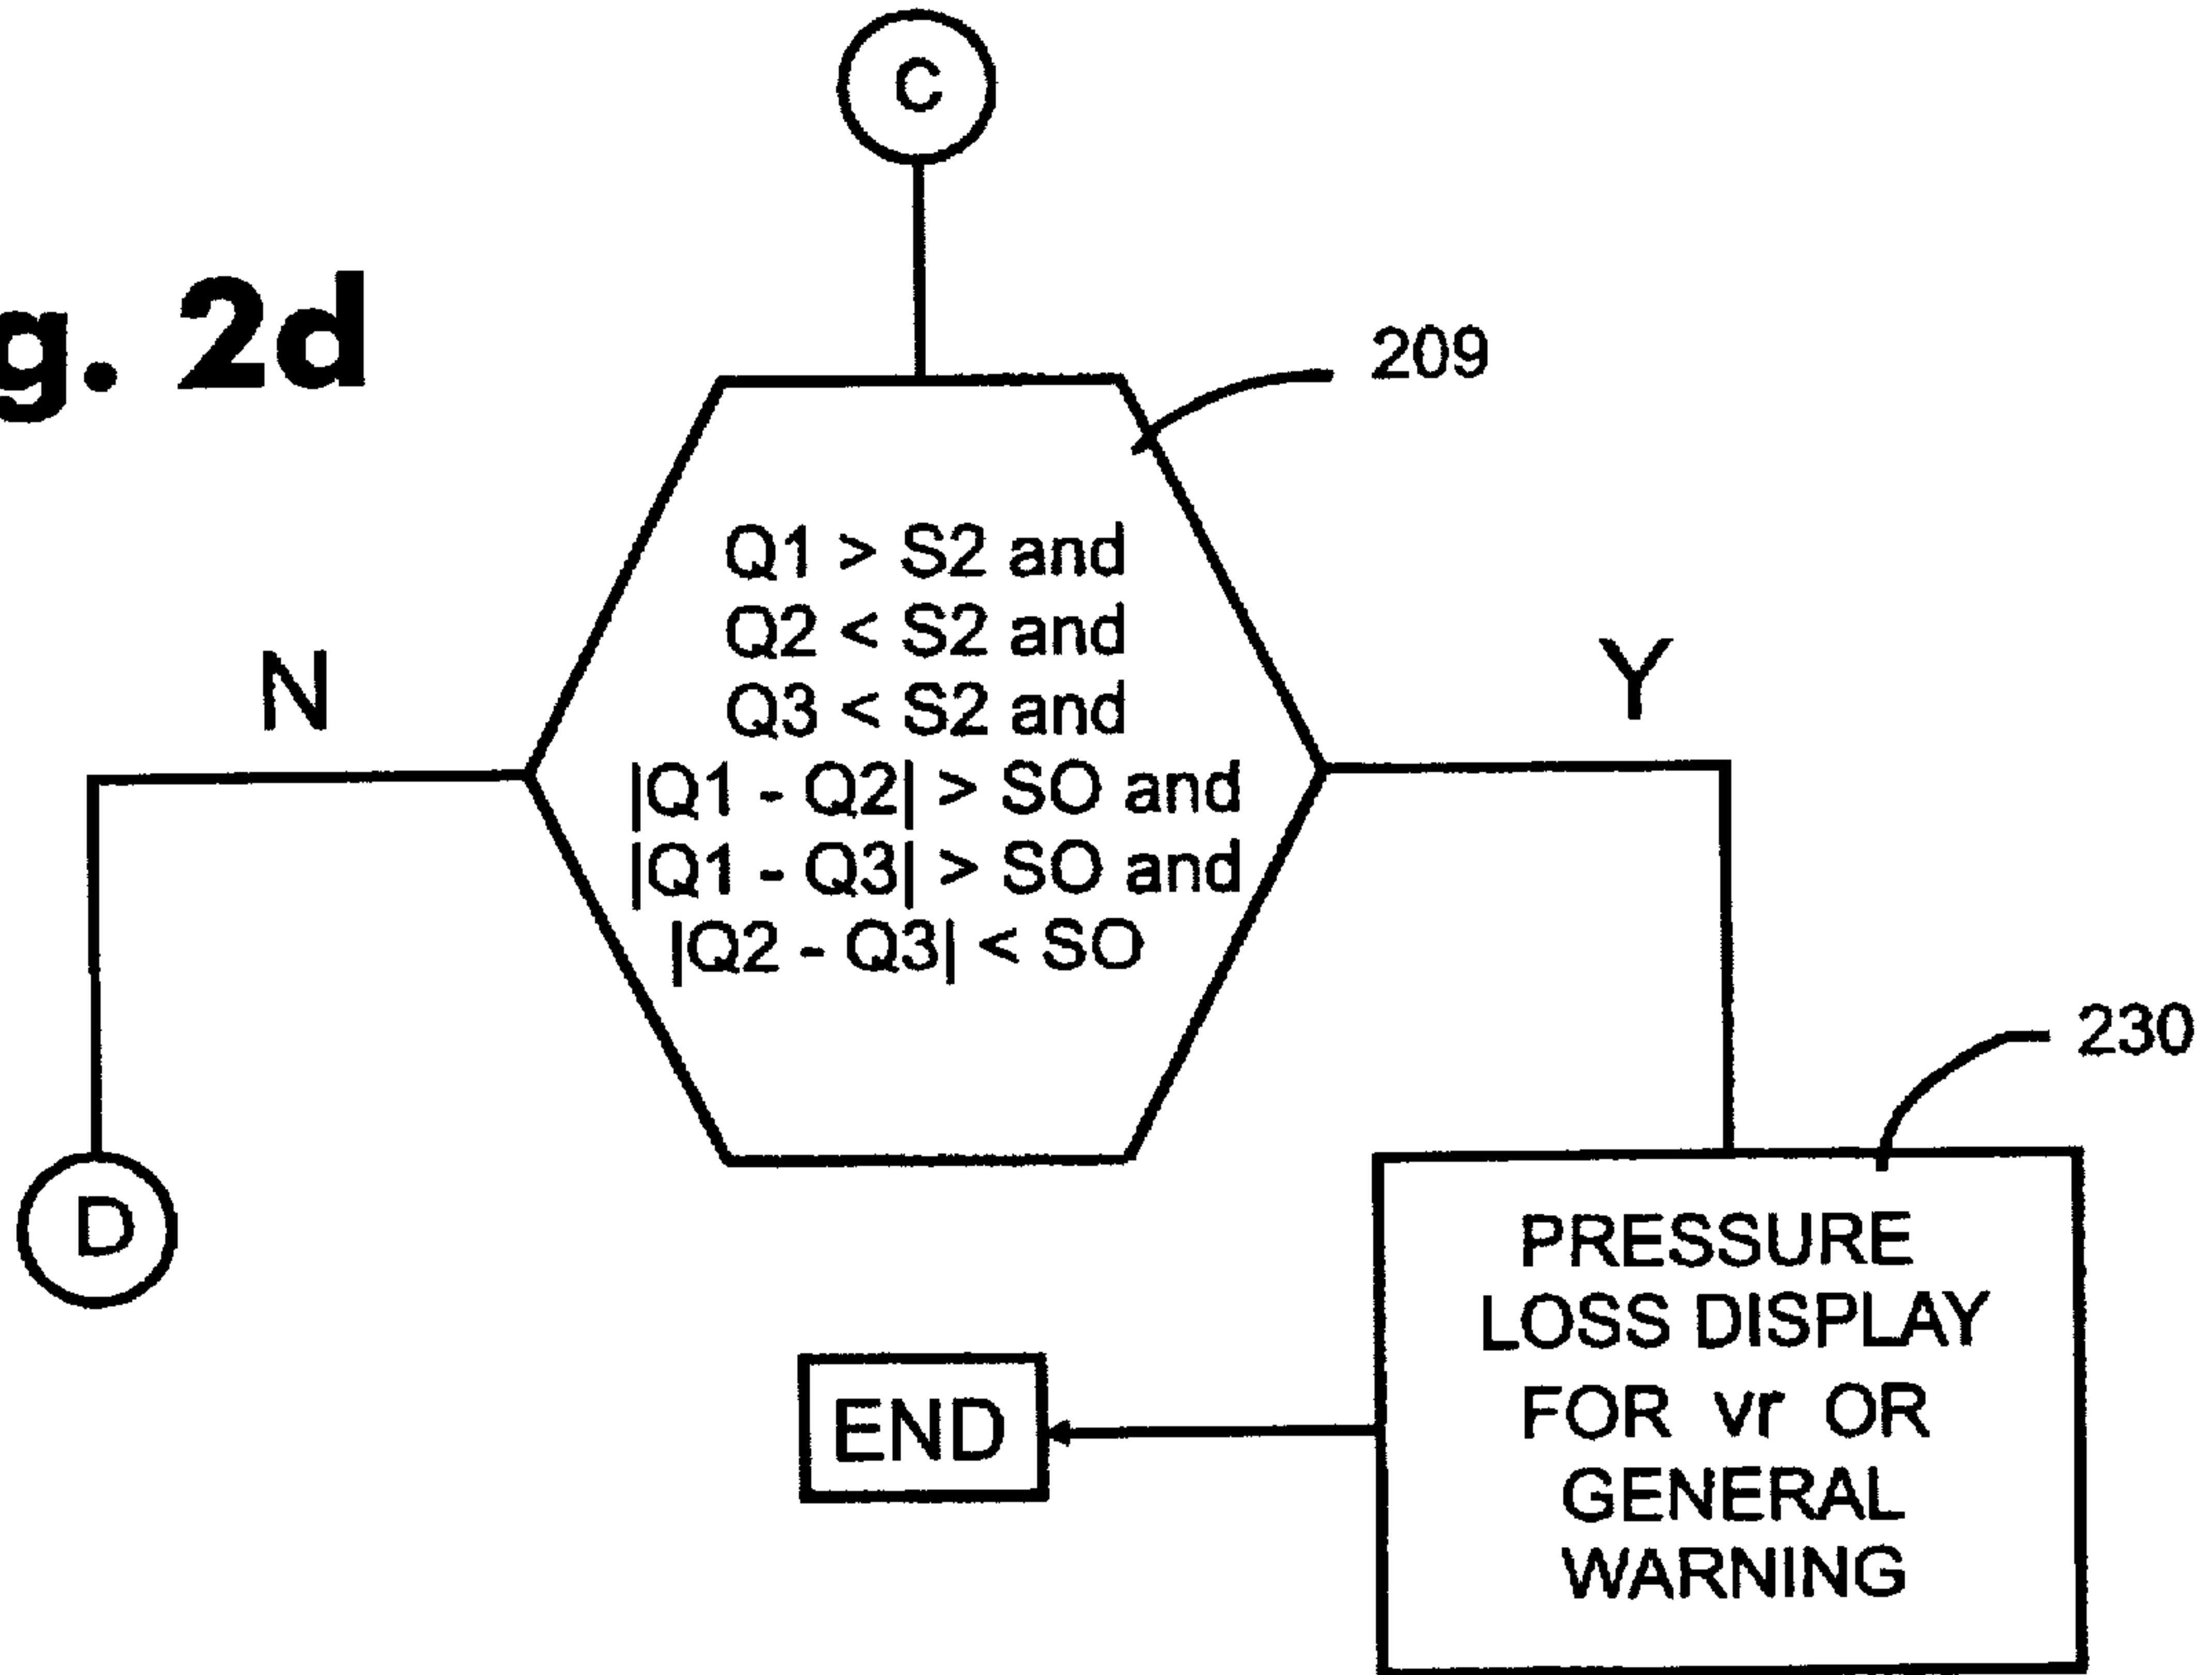 C
g. 2d
209
Q1 > S2 and
Q2 < S2 and
Q3 < S2 and
|Q1 - Q2| > SO and
|Q1 - Q3| > SO and
|Q2 - Q3| < SO
N
Y
230
D
PRESSURE
LOSS DISPLAY
FOR vr OR
GENERAL
WARNING
END